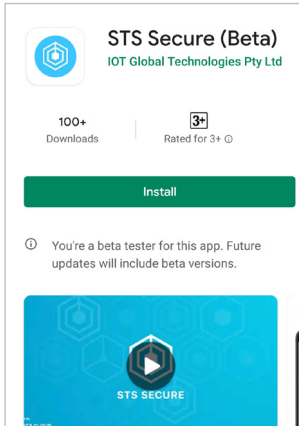 STS Secure (Beta)
IOT Global Technologies Pty Ltd
100+
Downloads
3+
Rated for 3+
Install
You're a beta tester for this app. Future
updates will include beta versions.
STS SECURE